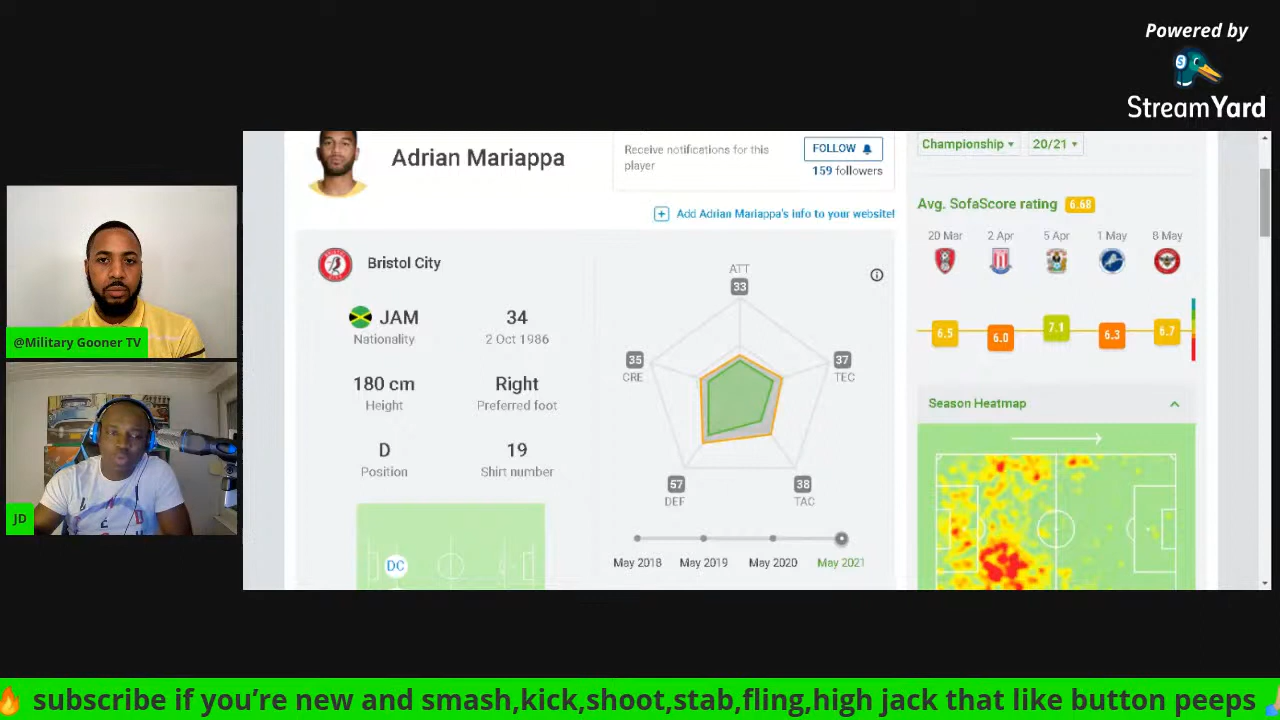 Powered by
StreamYard
Adrian Mariappa
Receive notifications for this
player
FOLLOW
159 followers
Add Adrian Mariappa's info to your website!
Championship
20/21
Avg. SofaScore rating 6.68
20 Mar 2 Apr 5 Apr 1 May 8 May
6.5 6.0 7.1 6.3 6.7
Season Heatmap
Bristol City
JAM
Nationality
34
2 Oct 1986
180 cm
Height
Right
Preferred foot
D
Position
19
Shirt number
DC
ATT
33
35
CRE
37
TEC
57
DEF
38
TAC
May 2018 May 2019 May 2020 May 2021
@Military Gooner TV
JD
subscribe if you’re new and smash,kick,shoot,stab,fling,high jack that like button peeps